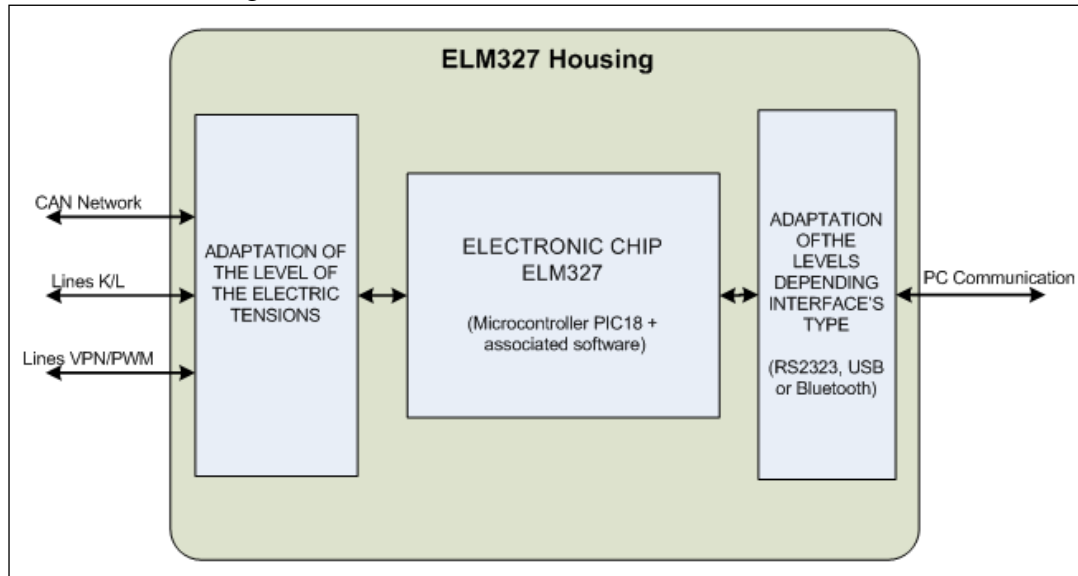 ELM327 Housing
CAN Network
Lines K/L
Lines VPN/PWM
ADAPTATION OF
THE LEVEL OF
THE ELECTRIC
TENSIONS
ELECTRONIC CHIP
ELM327
(Microcontroller PIC18 +
associated software)
ADAPTATION
OFTHE
LEVELS
DEPENDING
INTERFACE'S
TYPE
(RS2323, USB
or Bluetooth)
PC Communication